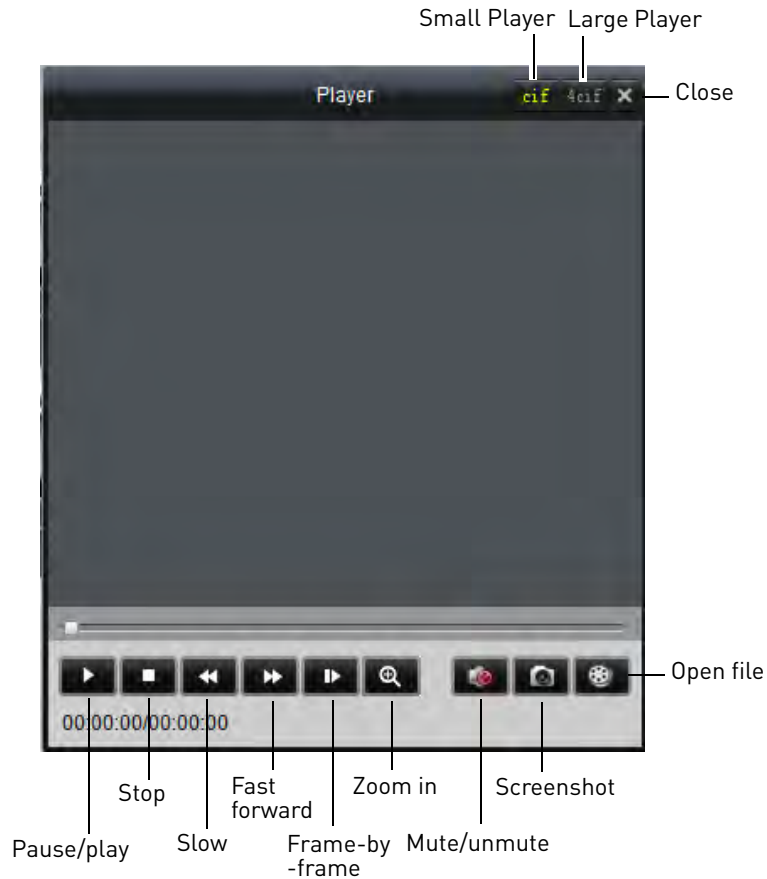 Small Player Large Player
Player cif 4cif Close
Open file
00:00:00/00:00:00
Stop Fast forward Zoom in Screenshot
Pause/play Slow Frame-by-frame Mute/unmute